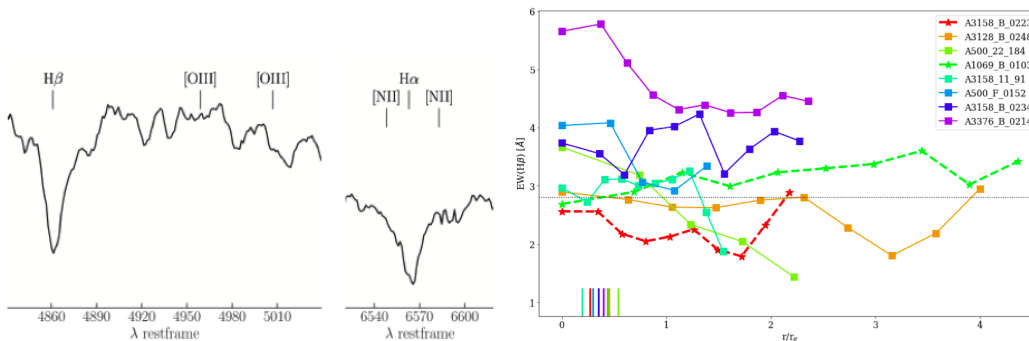 Hβ
[OIII]
[OIII]
4860
4890
4920
4950
4980
5010
λ restframe
Hα
[NII]
[NII]
6540
6570
6600
λ restframe
6
5
4
3
2
1
EW(Hβ) [Å]
0
1
2
3
4
r/rₑ
A3158_B_0223
A3128_B_0248
A500_22_184
A1069_B_0103
A3158_11_91
A500_F_0152
A3158_B_0234
A3376_B_0214